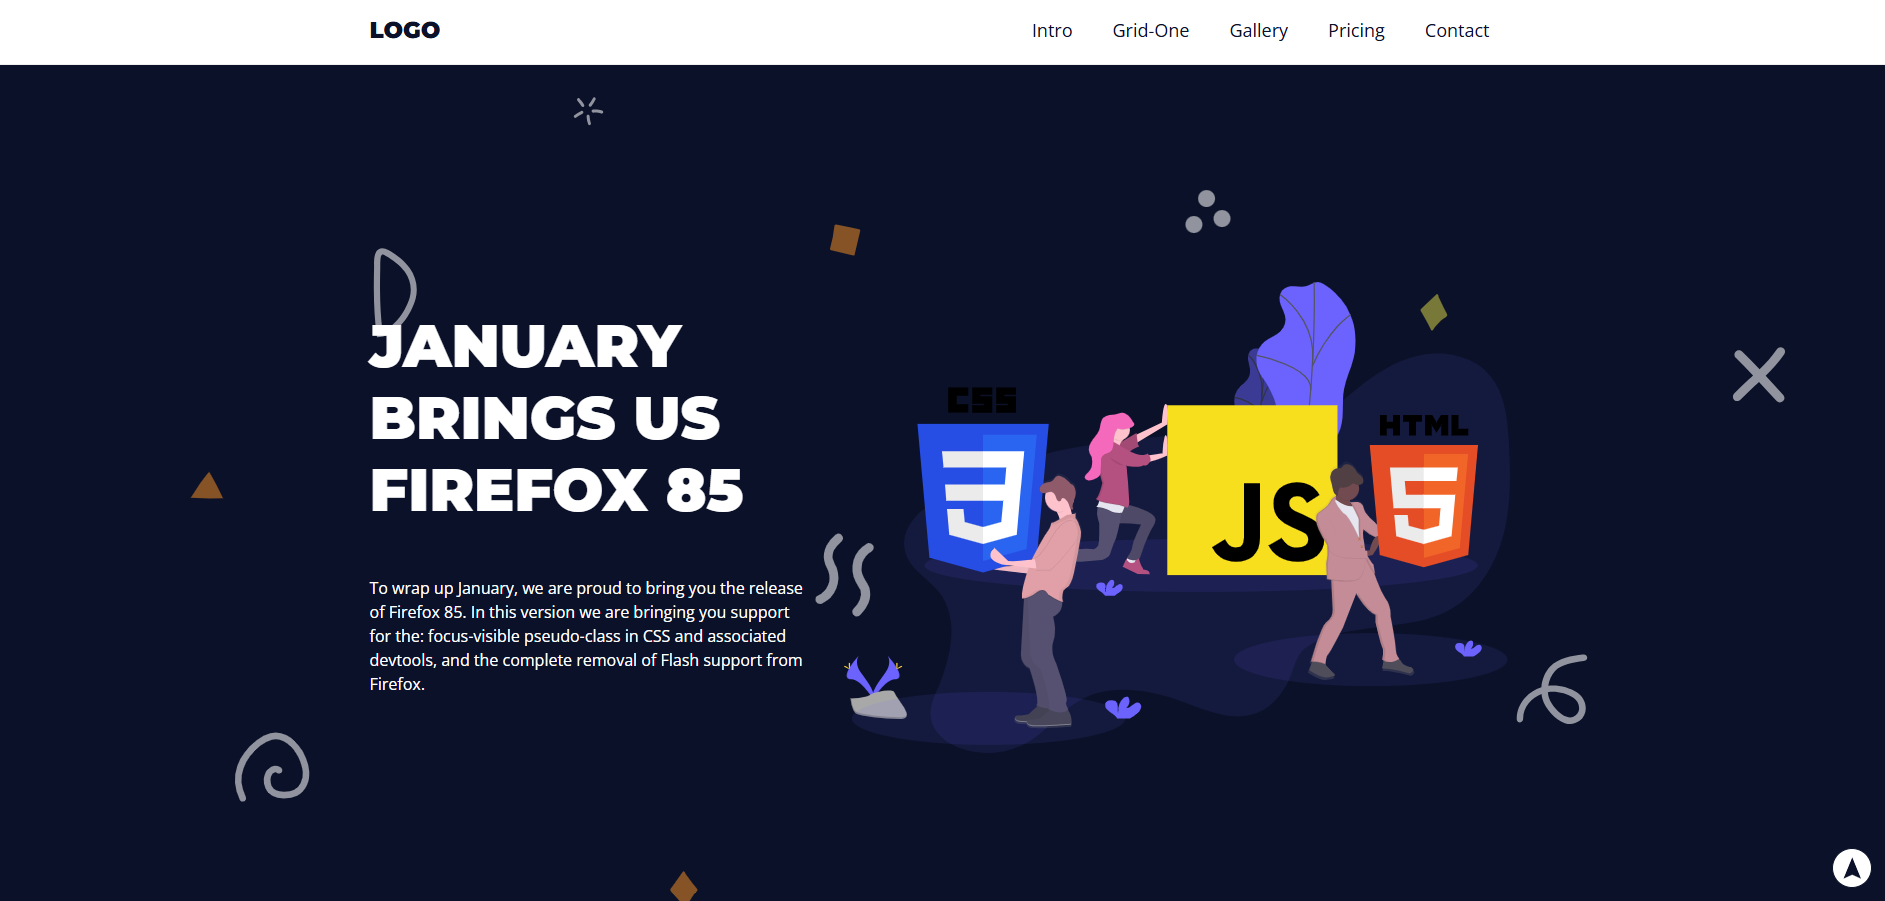 LOGO
Intro
Grid-One
Gallery
Pricing
Contact
JANUARY
BRINGS US
FIREFOX 85
To wrap up January, we are proud to bring you the release
of Firefox 85. In this version we are bringing you support
for the: focus-visible pseudo-class in CSS and associated
devtools, and the complete removal of Flash support from
Firefox.
CSS
3
JS
HTML
5